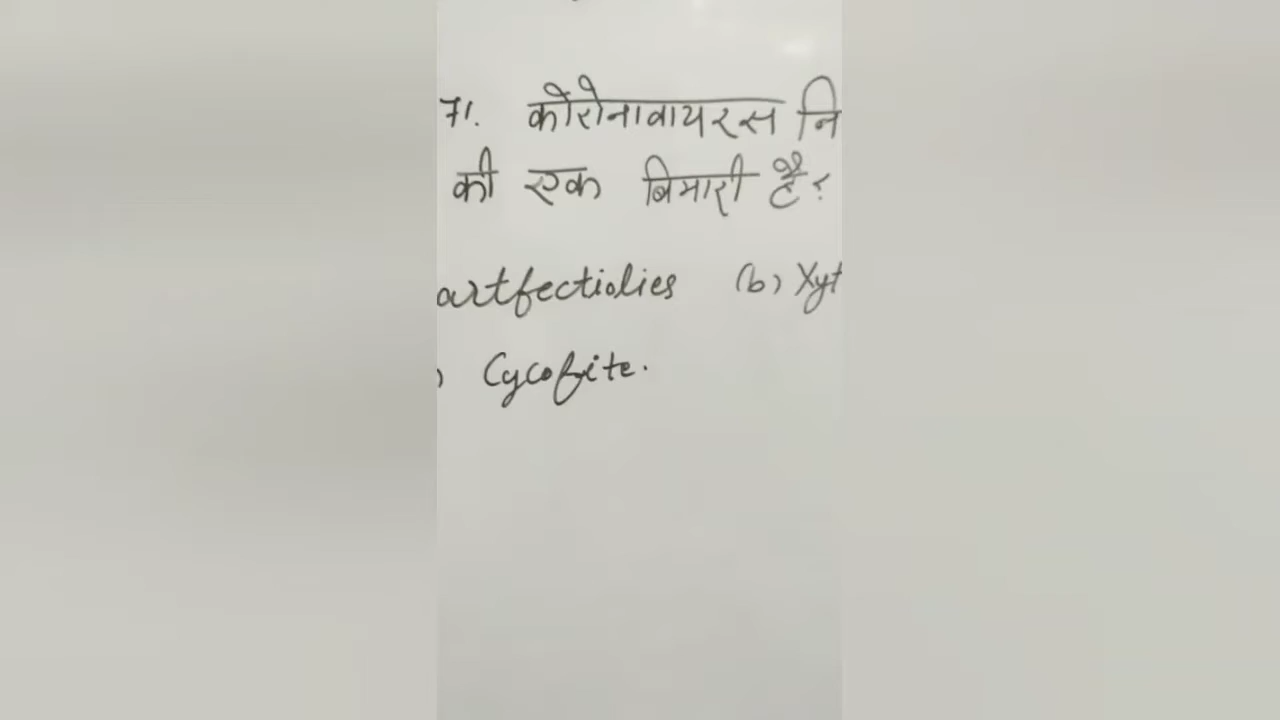 71. कोरोनावायरस नि
की एक बिमारी है?
artfectiolies (b) Xyt
) Cycofite.